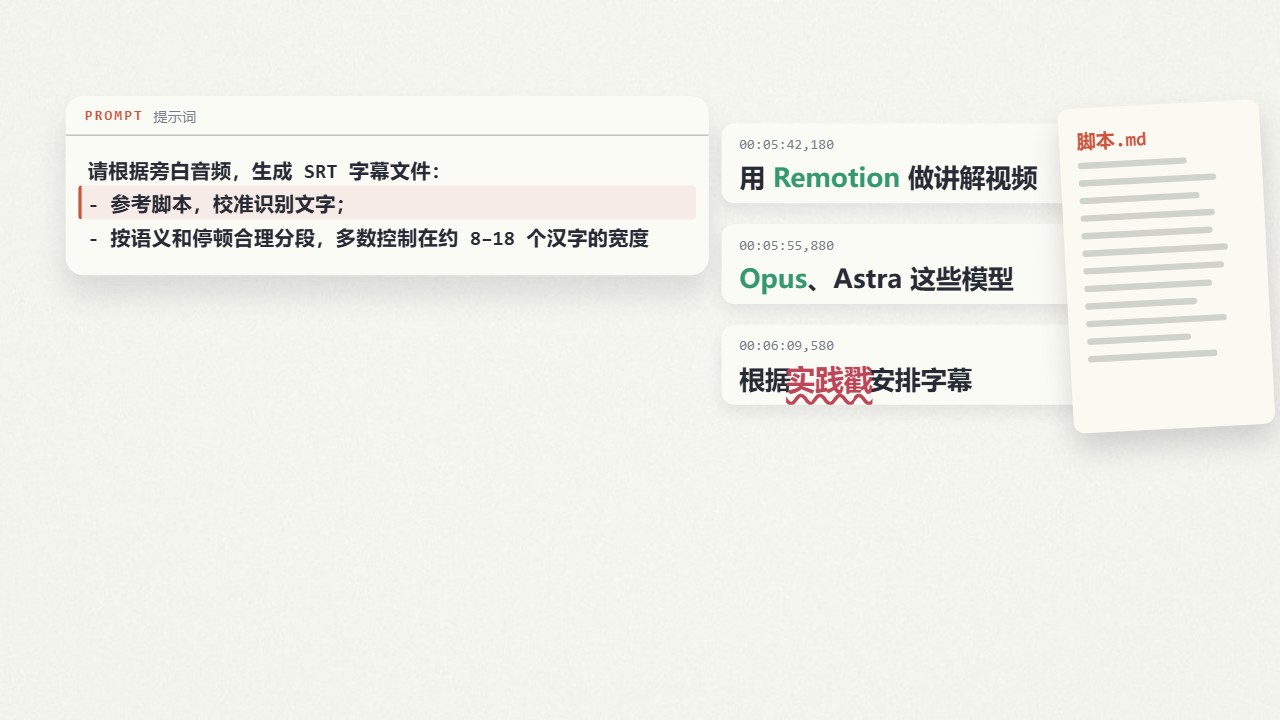 PROMPT 提示词
请根据旁白音频，生成 SRT 字幕文件：
- 参考脚本，校准识别文字；
- 按语义和停顿合理分段，多数控制在约 8–18 个汉字的宽度
00:05:42,180
用 Remotion 做讲解视频
00:05:55,880
Opus、Astra 这些模型
00:06:09,580
根据实践戳安排字幕
脚本.md